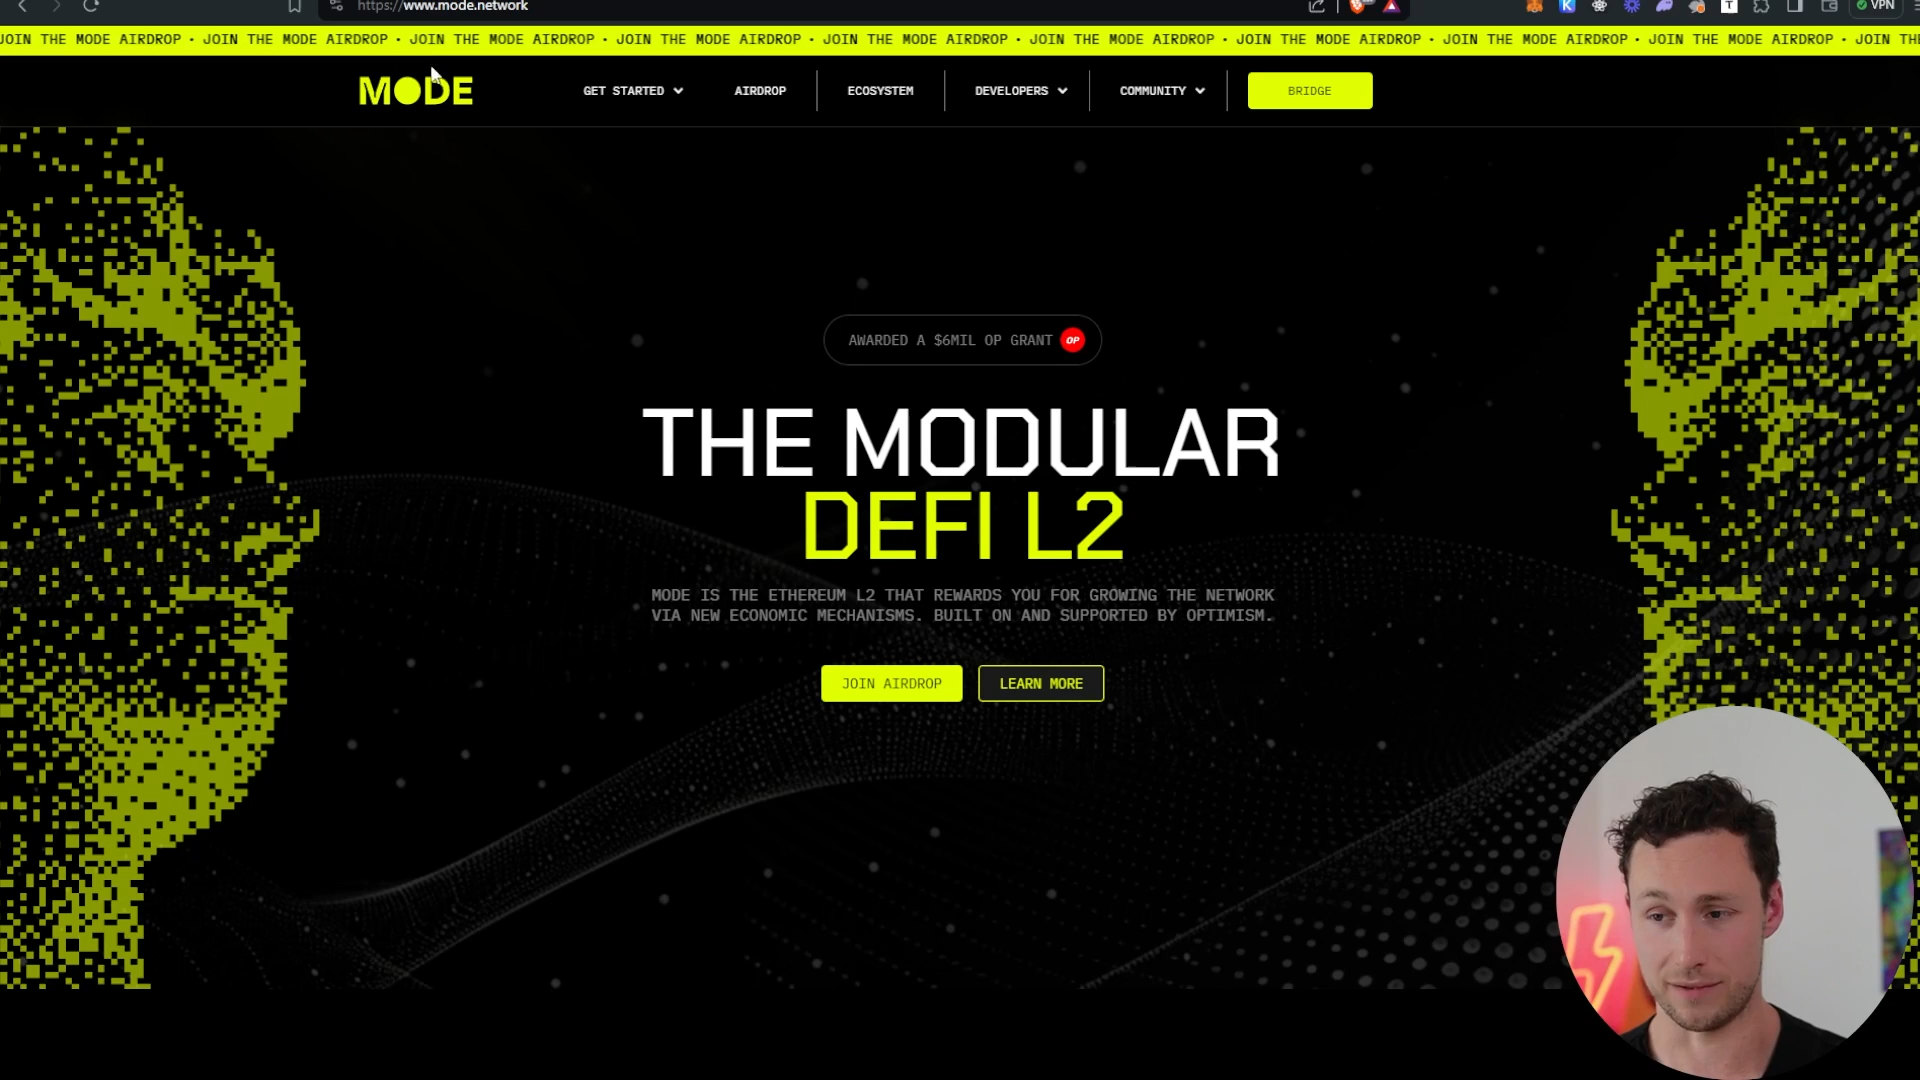 https://www.mode.network
VPN
JOIN THE MODE AIRDROP • JOIN THE MODE AIRDROP • JOIN THE MODE AIRDROP • JOIN THE MODE AIRDROP • JOIN THE MODE AIRDROP • JOIN THE MODE AIRDROP • JOIN THE MODE AIRDROP • JOIN THE MODE AIRDROP • JOIN THE MODE AIRDROP • JOIN THE
MODE
GET STARTED
AIRDROP
ECOSYSTEM
DEVELOPERS
COMMUNITY
BRIDGE
AWARDED A $6MIL OP GRANT OP
THE MODULAR
DEFI L2
MODE IS THE ETHEREUM L2 THAT REWARDS YOU FOR GROWING THE NETWORK
VIA NEW ECONOMIC MECHANISMS. BUILT ON AND SUPPORTED BY OPTIMISM.
JOIN AIRDROP
LEARN MORE